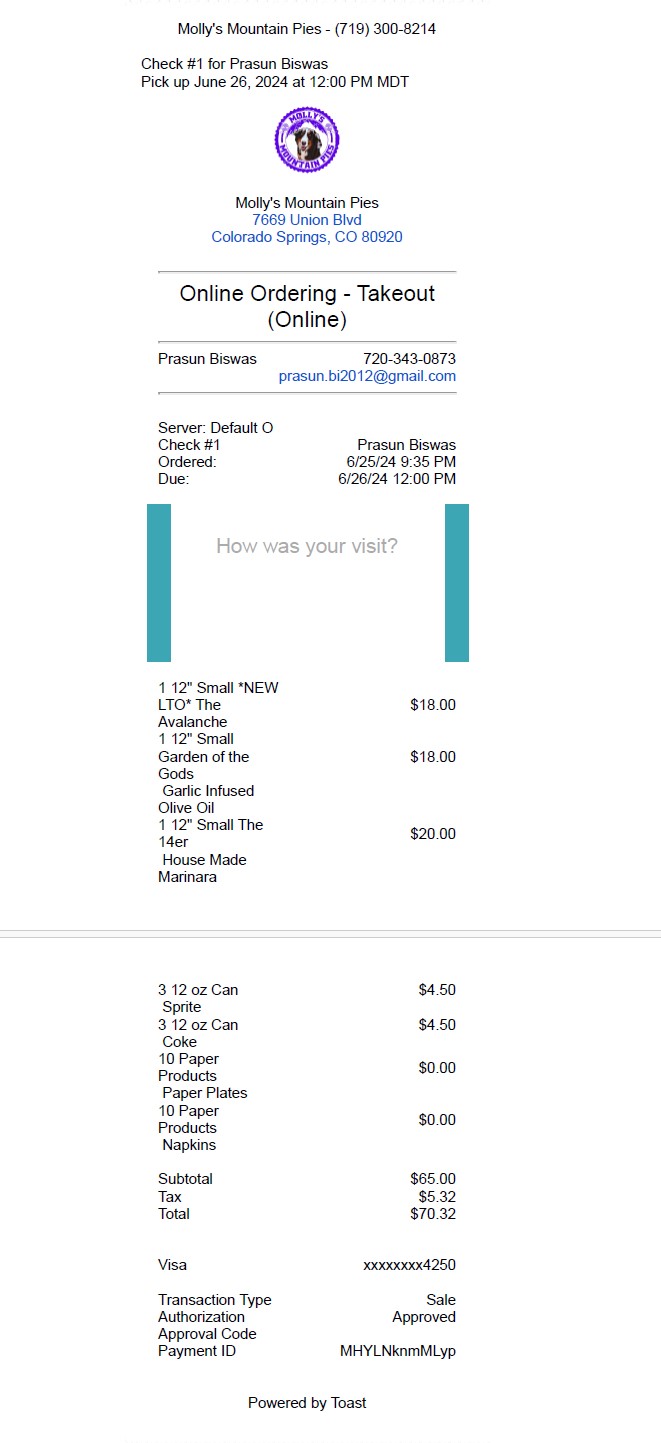 Molly's Mountain Pies - (719) 300-8214
Check #1 for Prasun Biswas
Pick up June 26, 2024 at 12:00 PM MDT
MOLLY'S
MOUNTAIN PIES
Molly's Mountain Pies
7669 Union Blvd
Colorado Springs, CO 80920
Online Ordering - Takeout
(Online)
Prasun Biswas 720-343-0873
prasun.bi2012@gmail.com
Server: Default O
Check #1 Prasun Biswas
Ordered: 6/25/24 9:35 PM
Due: 6/26/24 12:00 PM
How was your visit?
1 12" Small *NEW
LTO* The $18.00
Avalanche
1 12" Small
Garden of the $18.00
Gods
Garlic Infused
Olive Oil
1 12" Small The
14er $20.00
House Made
Marinara
3 12 oz Can $4.50
Sprite
3 12 oz Can $4.50
Coke
10 Paper
Products $0.00
Paper Plates
10 Paper
Products $0.00
Napkins
Subtotal $65.00
Tax $5.32
Total $70.32
Visa xxxxxxxx4250
Transaction Type Sale
Authorization Approved
Approval Code
Payment ID MHYLNknmMLyp
Powered by Toast